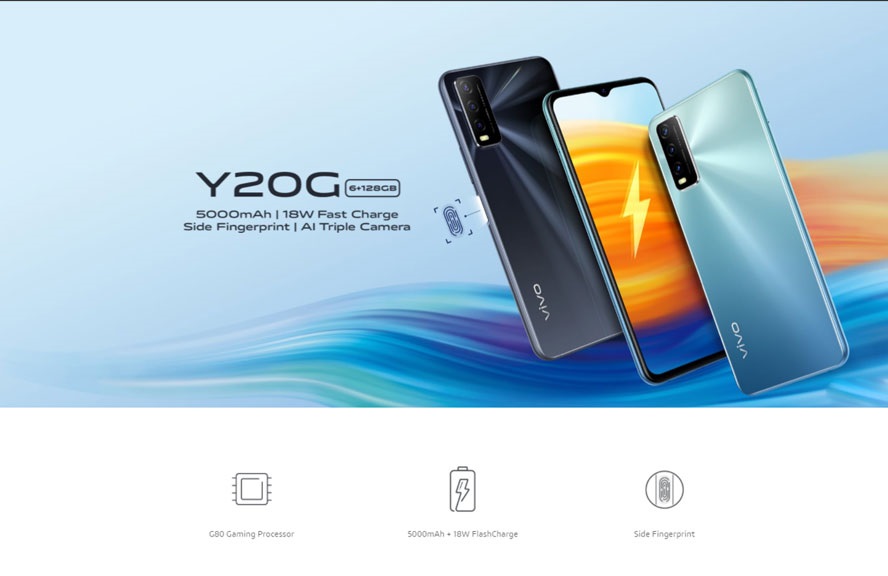 Y20G 6+128GB
5000mAh | 18W Fast Charge
Side Fingerprint | AI Triple Camera
vivo
vivo
G80 Gaming Processor
5000mAh + 18W FlashCharge
Side Fingerprint